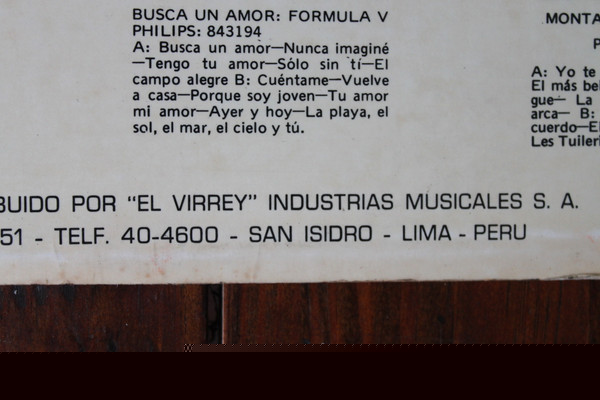 BUSCA UN AMOR: FORMULA V
PHILIPS: 843194
A: Busca un amor—Nunca imaginé
—Tengo tu amor—Sólo sin tí—El
campo alegre B: Cuéntame—Vuelve
a casa—Porque soy joven—Tu amor
mi amor—Ayer y hoy—La playa, el
sol, el mar, el cielo y tú.
MONTA
P
A: Yo te
El más bel
gue— La
arca— B:
cuerdo—El
Les Tuiler
BUIDO POR "EL VIRREY" INDUSTRIAS MUSICALES S. A.
51 - TELF. 40-4600 - SAN ISIDRO - LIMA - PERU